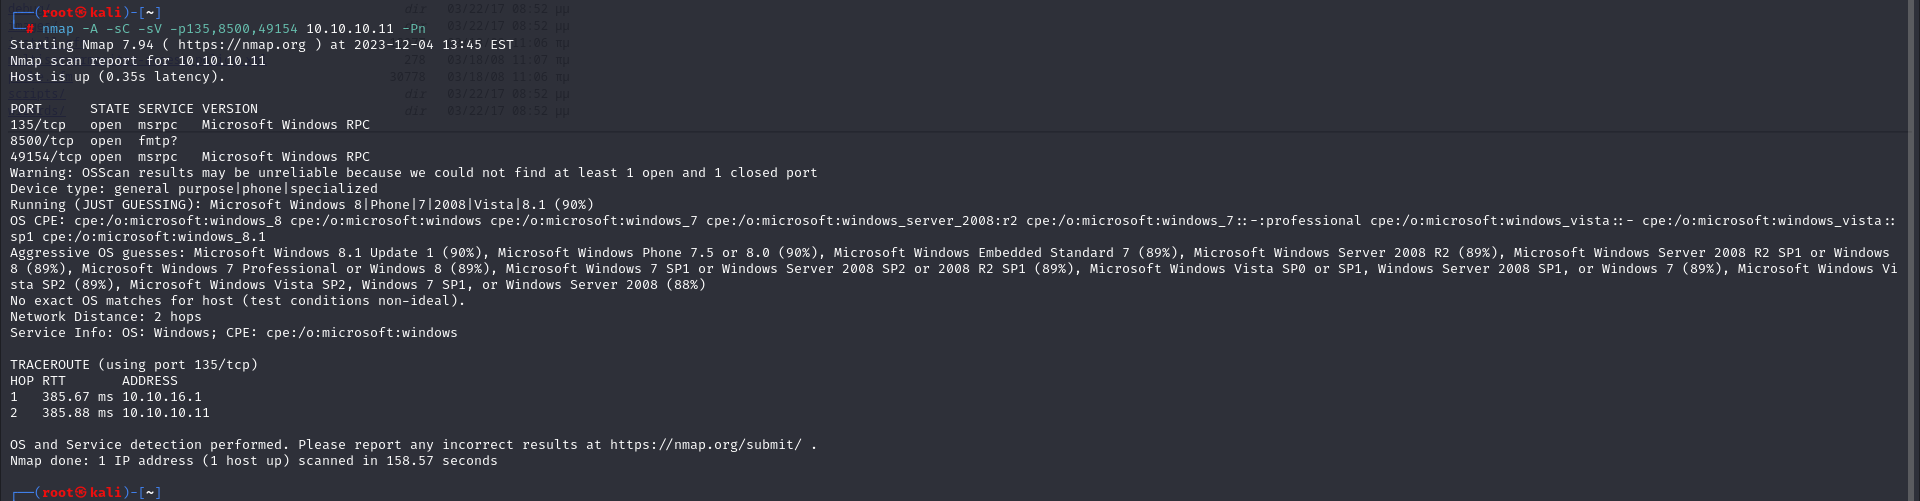 ┌──(root㉿kali)-[~]
└─# nmap -A -sC -sV -p135,8500,49154 10.10.10.11 -Pn
Starting Nmap 7.94 ( https://nmap.org ) at 2023-12-04 13:45 EST
Nmap scan report for 10.10.10.11
Host is up (0.35s latency).
PORT      STATE SERVICE VERSION
135/tcp   open  msrpc   Microsoft Windows RPC
8500/tcp  open  fmtp?
49154/tcp open  msrpc   Microsoft Windows RPC
Warning: OSScan results may be unreliable because we could not find at least 1 open and 1 closed port
Device type: general purpose|phone|specialized
Running (JUST GUESSING): Microsoft Windows 8|Phone|7|2008|Vista|8.1 (90%)
OS CPE: cpe:/o:microsoft:windows_8 cpe:/o:microsoft:windows cpe:/o:microsoft:windows_7 cpe:/o:microsoft:windows_server_2008:r2 cpe:/o:microsoft:windows_7::-:professional cpe:/o:microsoft:windows_vista::- cpe:/o:microsoft:windows_vista::
sp1 cpe:/o:microsoft:windows_8.1
Aggressive OS guesses: Microsoft Windows 8.1 Update 1 (90%), Microsoft Windows Phone 7.5 or 8.0 (90%), Microsoft Windows Embedded Standard 7 (89%), Microsoft Windows Server 2008 R2 (89%), Microsoft Windows Server 2008 R2 SP1 or Windows
8 (89%), Microsoft Windows 7 Professional or Windows 8 (89%), Microsoft Windows 7 SP1 or Windows Server 2008 SP2 or 2008 R2 SP1 (89%), Microsoft Windows Vista SP0 or SP1, Windows Server 2008 SP1, or Windows 7 (89%), Microsoft Windows Vi
sta SP2 (89%), Microsoft Windows Vista SP2, Windows 7 SP1, or Windows Server 2008 (88%)
No exact OS matches for host (test conditions non-ideal).
Network Distance: 2 hops
Service Info: OS: Windows; CPE: cpe:/o:microsoft:windows
TRACEROUTE (using port 135/tcp)
HOP RTT       ADDRESS
1   385.67 ms 10.10.16.1
2   385.88 ms 10.10.10.11
OS and Service detection performed. Please report any incorrect results at https://nmap.org/submit/ .
Nmap done: 1 IP address (1 host up) scanned in 158.57 seconds
┌──(root㉿kali)-[~]